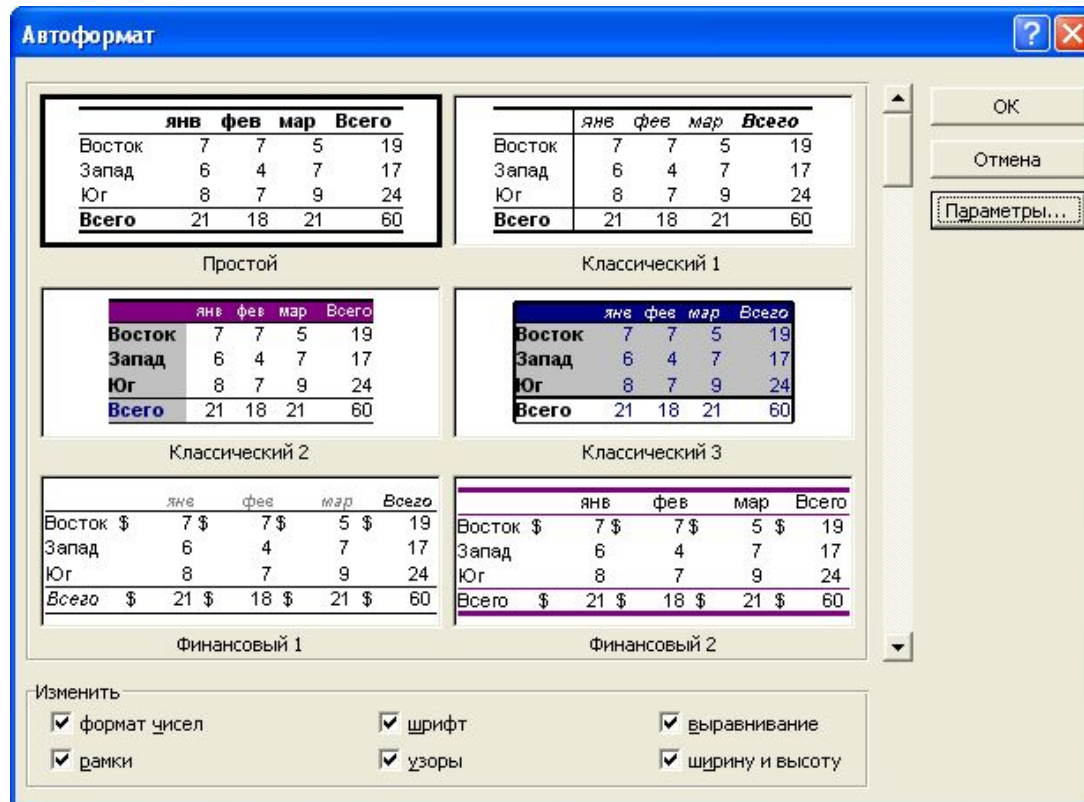 Автоформат
янв фев мар Всего
Восток 7 7 5 19
Запад 6 4 7 17
Юг 8 7 9 24
Всего 21 18 21 60
Простой
янв фев мар Всего
Восток 7 7 5 19
Запад 6 4 7 17
Юг 8 7 9 24
Всего 21 18 21 60
Классический 1
янв фев мар Всего
Восток 7 7 5 19
Запад 6 4 7 17
Юг 8 7 9 24
Всего 21 18 21 60
Классический 2
янв фев мар Всего
Восток 7 7 5 19
Запад 6 4 7 17
Юг 8 7 9 24
Всего 21 18 21 60
Классический 3
янв фев мар Всего
Восток $ 7 $ 7 $ 5 $ 19
Запад 6 4 7 17
Юг 8 7 9 24
Всего $ 21 $ 18 $ 21 $ 60
Финансовый 1
янв фев мар Всего
Восток $ 7 $ 7 $ 5 $ 19
Запад 6 4 7 17
Юг 8 7 9 24
Всего $ 21 $ 18 $ 21 $ 60
Финансовый 2
ОК
Отмена
Параметры...
Изменить
формат чисел
шрифт
выравнивание
рамки
узоры
ширину и высоту